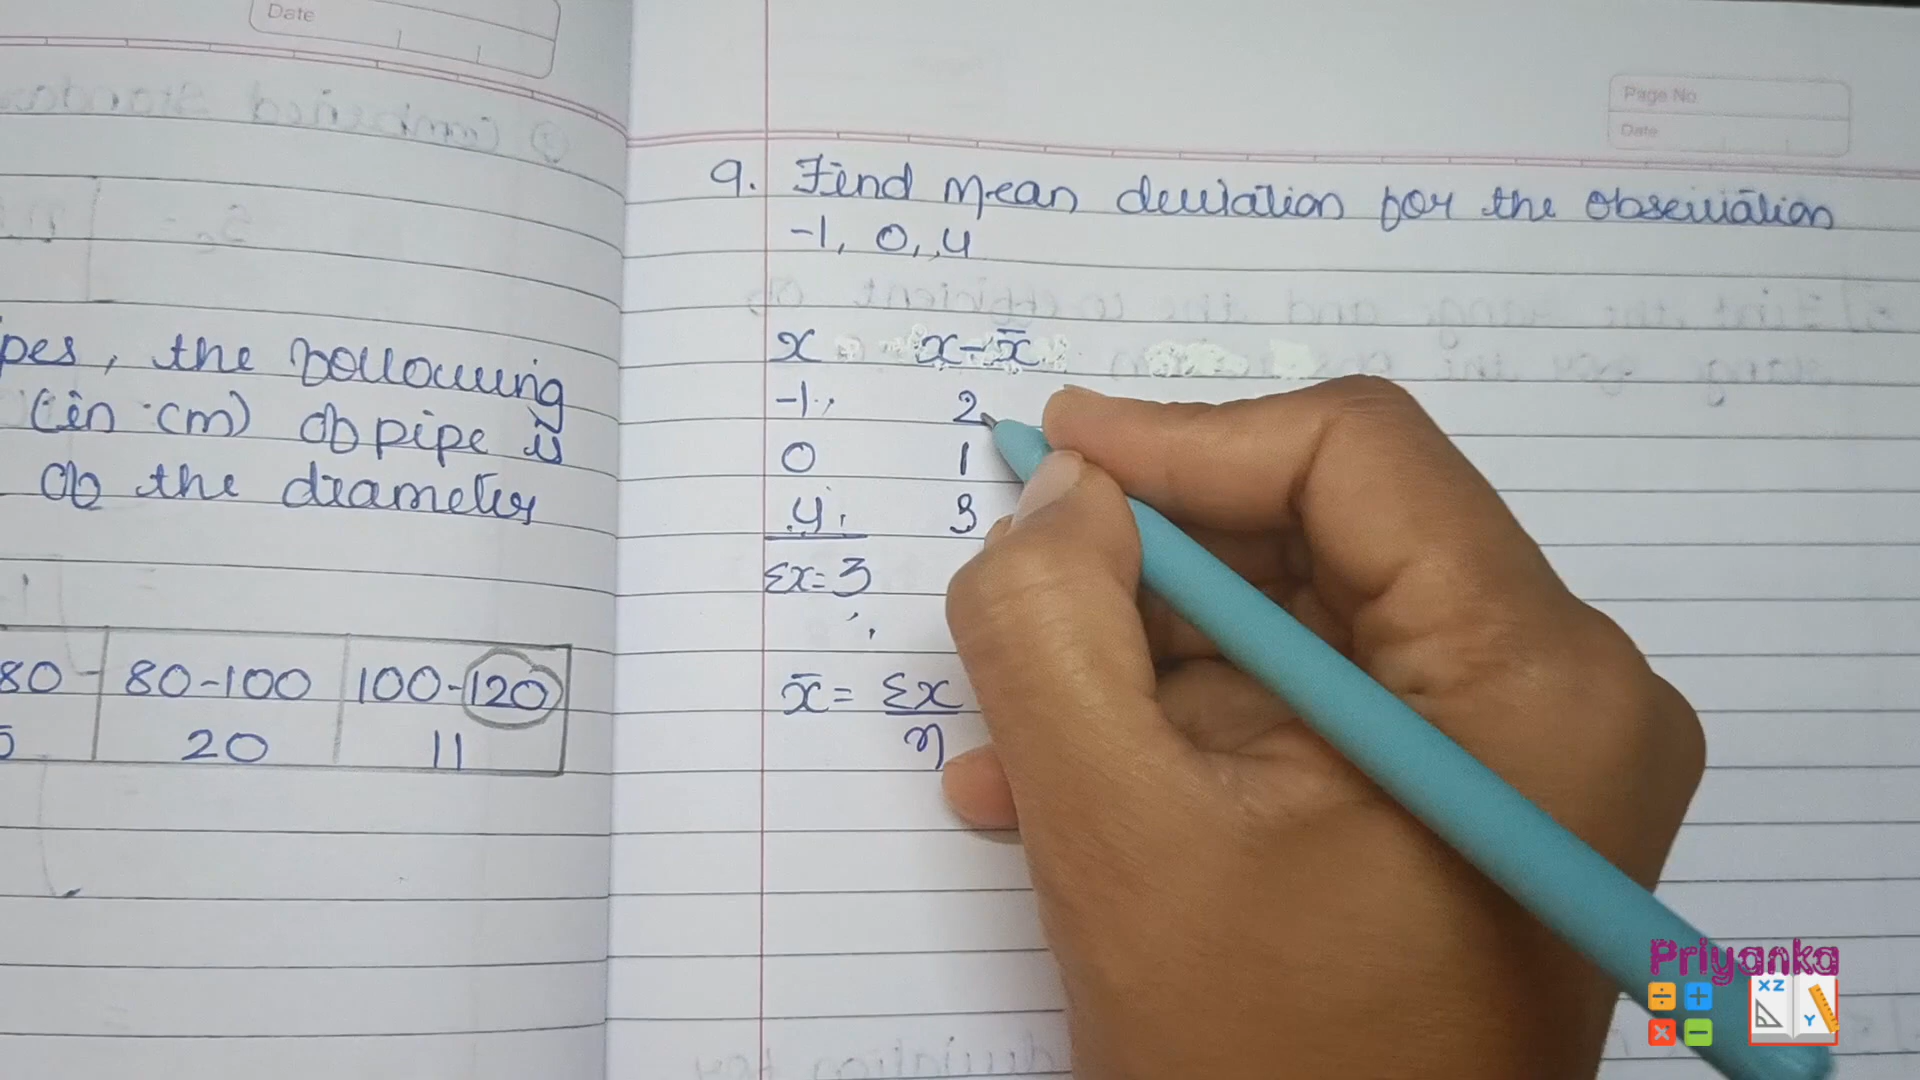 Date
Page No.
Date
pes, the following
(in cm) of pipe is
of the diameter
80- 80-100 100-120
5 20 11
9. Find mean deviation for the observation
-1, 0, 4
x x-x̄
-1 2
0 1
4 3
Σx=3
x̄= Σx
n
Priyanka
XZ
Y